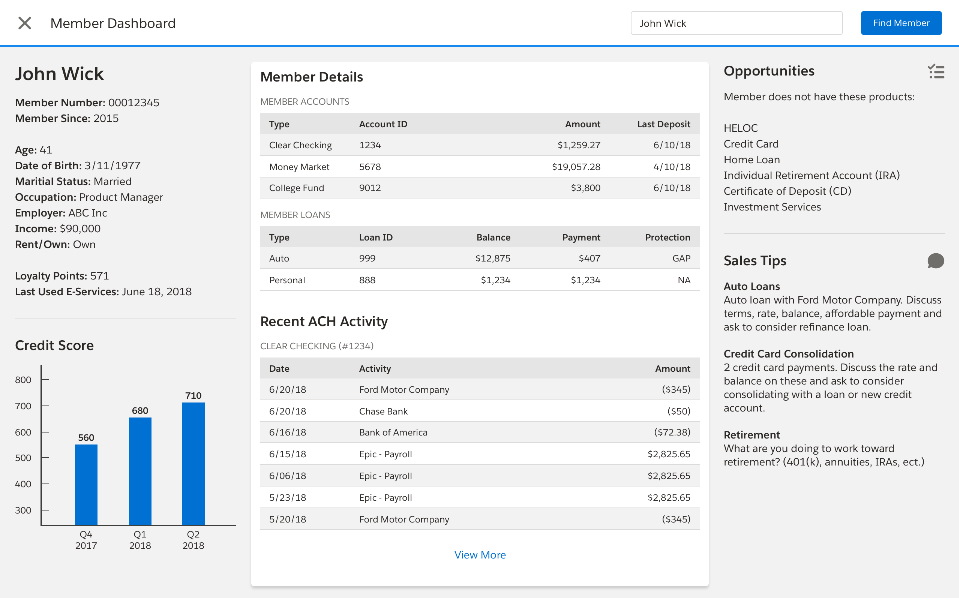 Member Dashboard
John Wick
Find Member
John Wick
Member Number: 00012345
Member Since: 2015
Age: 41
Date of Birth: 3/11/1977
Maritial Status: Married
Occupation: Product Manager
Employer: ABC Inc
Income: $90,000
Rent/Own: Own
Loyalty Points: 571
Last Used E-Services: June 18, 2018
Credit Score
800
700
600
500
400
300
560
680
710
Q4 2017
Q1 2018
Q2 2018
Member Details
MEMBER ACCOUNTS
Type Account ID Amount Last Deposit
Clear Checking 1234 $1,259.27 6/10/18
Money Market 5678 $19,057.28 4/10/18
College Fund 9012 $3,800 6/10/18
MEMBER LOANS
Type Loan ID Balance Payment Protection
Auto 999 $12,875 $407 GAP
Personal 888 $1,234 $1,234 NA
Recent ACH Activity
CLEAR CHECKING (#1234)
Date Activity Amount
6/20/18 Ford Motor Company ($345)
6/20/18 Chase Bank ($50)
6/16/18 Bank of America ($72.38)
6/15/18 Epic - Payroll $2,825.65
6/06/18 Epic - Payroll $2,825.65
5/23/18 Epic - Payroll $2,825.65
5/20/18 Ford Motor Company ($345)
View More
Opportunities
Member does not have these products:
HELOC
Credit Card
Home Loan
Individual Retirement Account (IRA)
Certificate of Deposit (CD)
Investment Services
Sales Tips
Auto Loans
Auto loan with Ford Motor Company. Discuss
terms, rate, balance, affordable payment and
ask to consider refinance loan.
Credit Card Consolidation
2 credit card payments. Discuss the rate and
balance on these and ask to consider
consolidating with a loan or new credit
account.
Retirement
What are you doing to work toward
retirement? (401(k), annuities, IRAs, ect.)